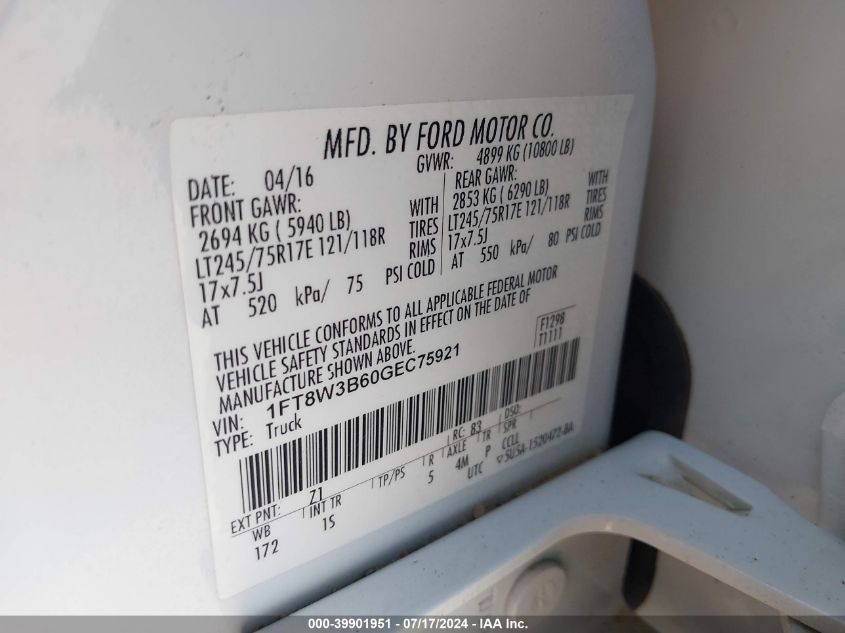 MFD. BY FORD MOTOR CO.
DATE: 04/16 GVWR: 4899 KG (10800 LB)
FRONT GAWR: REAR GAWR:
2694 KG ( 5940 LB) WITH 2853 KG ( 6290 LB) WITH
LT245/75R17E 121/118R TIRES LT245/75R17E 121/118R TIRES
17x7.5J RIMS 17x7.5J RIMS
AT 520 kPa/ 75 PSI COLD AT 550 kPa/ 80 PSI COLD
THIS VEHICLE CONFORMS TO ALL APPLICABLE FEDERAL MOTOR
VEHICLE SAFETY STANDARDS IN EFFECT ON THE DATE OF
MANUFACTURE SHOWN ABOVE.
F1298
T1111
VIN: 1FT8W3B60GEC75921
TYPE: Truck
RC: B3 DSO:
EXT PNT: Z1
WB INT TR TP/PS R AXLE TR SPR
172 1S 5 4M P CCLL
UTC ▽5U5A-1520472-BA
000-39901951 / 07/17/2024 - IAA Inc.